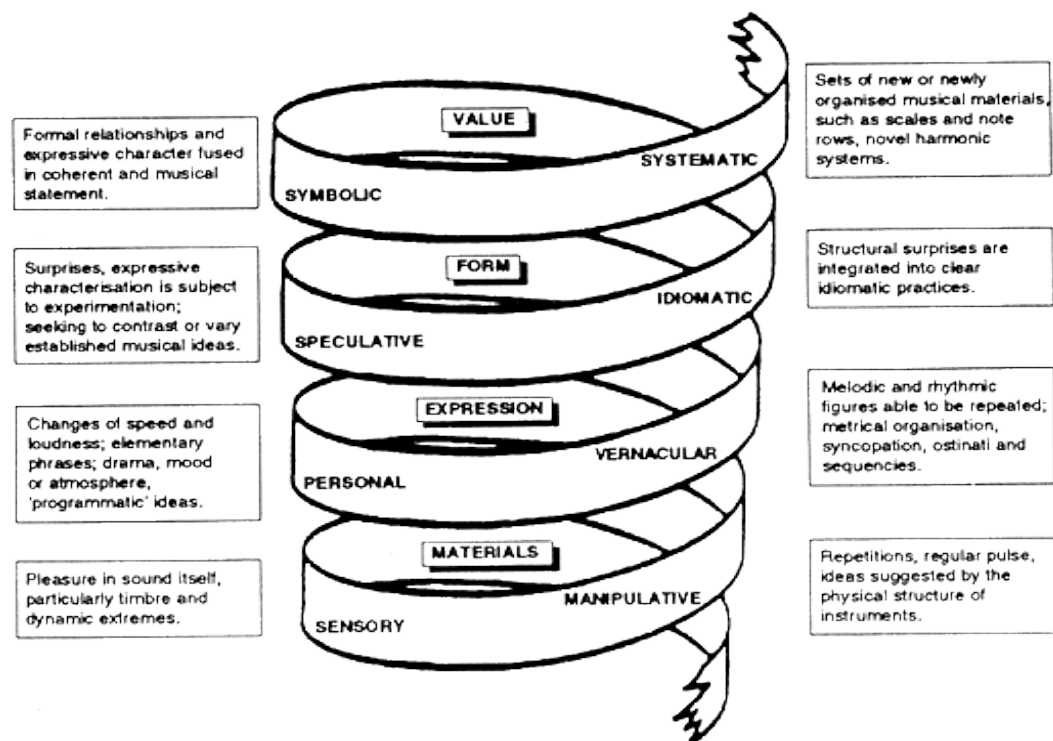 VALUE
Formal relationships and
expressive character fused
in coherent and musical
statement.
SYMBOLIC
SYSTEMATIC
Sets of new or newly
organised musical materials,
such as scales and note
rows, novel harmonic
systems.
FORM
Surprises, expressive
characterisation is subject
to experimentation;
seeking to contrast or vary
established musical ideas.
SPECULATIVE
IDIOMATIC
Structural surprises are
integrated into clear
idiomatic practices.
EXPRESSION
Changes of speed and
loudness; elementary
phrases; drama, mood
or atmosphere,
'programmatic' ideas.
PERSONAL
VERNACULAR
Melodic and rhythmic
figures able to be repeated;
metrical organisation,
syncopation, ostinati and
sequencies.
MATERIALS
Pleasure in sound itself,
particularly timbre and
dynamic extremes.
SENSORY
MANIPULATIVE
Repetitions, regular pulse,
ideas suggested by the
physical structure of
instruments.